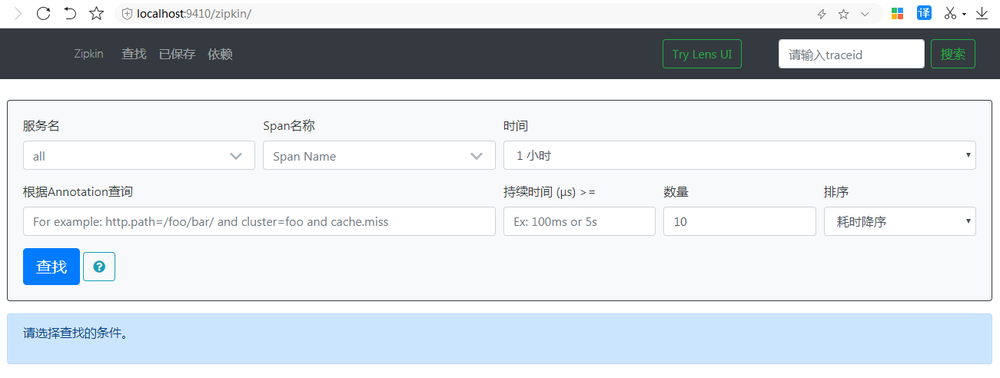 localhost:9410/zipkin/
译
Zipkin 查找 已保存 依赖 Try Lens UI 请输入traceid 搜索
服务名 Span名称 时间
all Span Name 1 小时
根据Annotation查询 持续时间 (μs) >= 数量 排序
For example: http.path=/foo/bar/ and cluster=foo and cache.miss Ex: 100ms or 5s 10 耗时降序
查找 ?
请选择查找的条件。